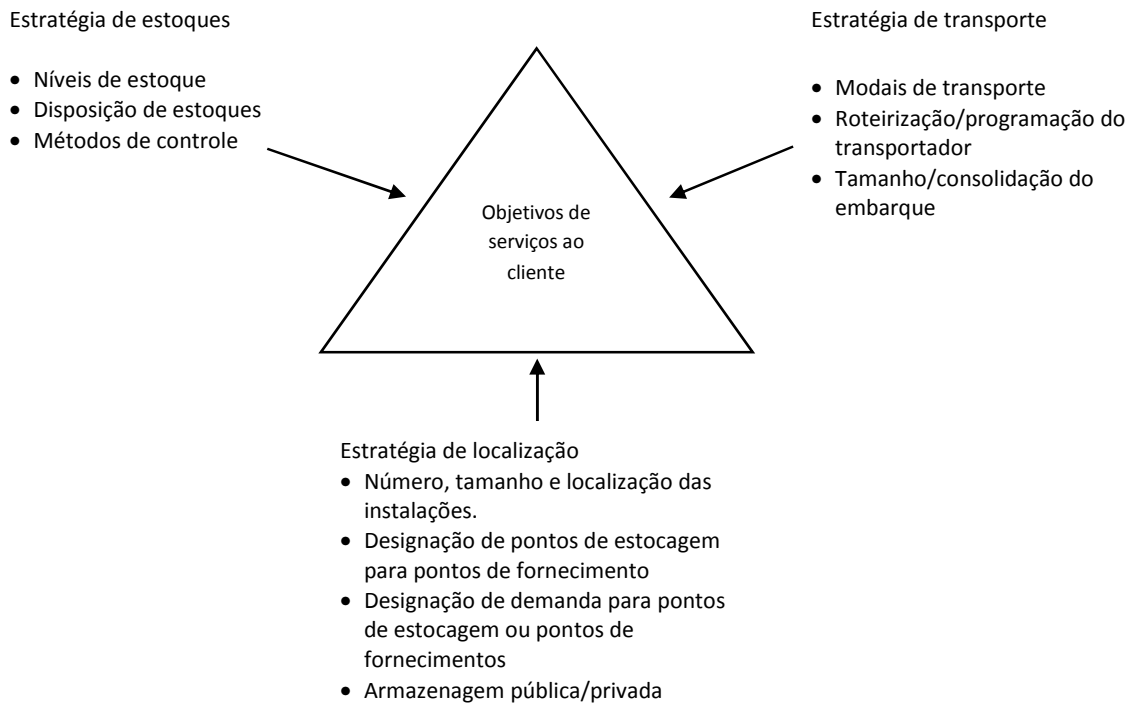 Estratégia de estoques
• Níveis de estoque
• Disposição de estoques
• Métodos de controle
Estratégia de transporte
• Modais de transporte
• Roteirização/programação do
transportador
• Tamanho/consolidação do
embarque
Objetivos de
serviços ao
cliente
Estratégia de localização
• Número, tamanho e localização das
instalações.
• Designação de pontos de estocagem
para pontos de fornecimento
• Designação de demanda para pontos
de estocagem ou pontos de
fornecimentos
• Armazenagem pública/privada